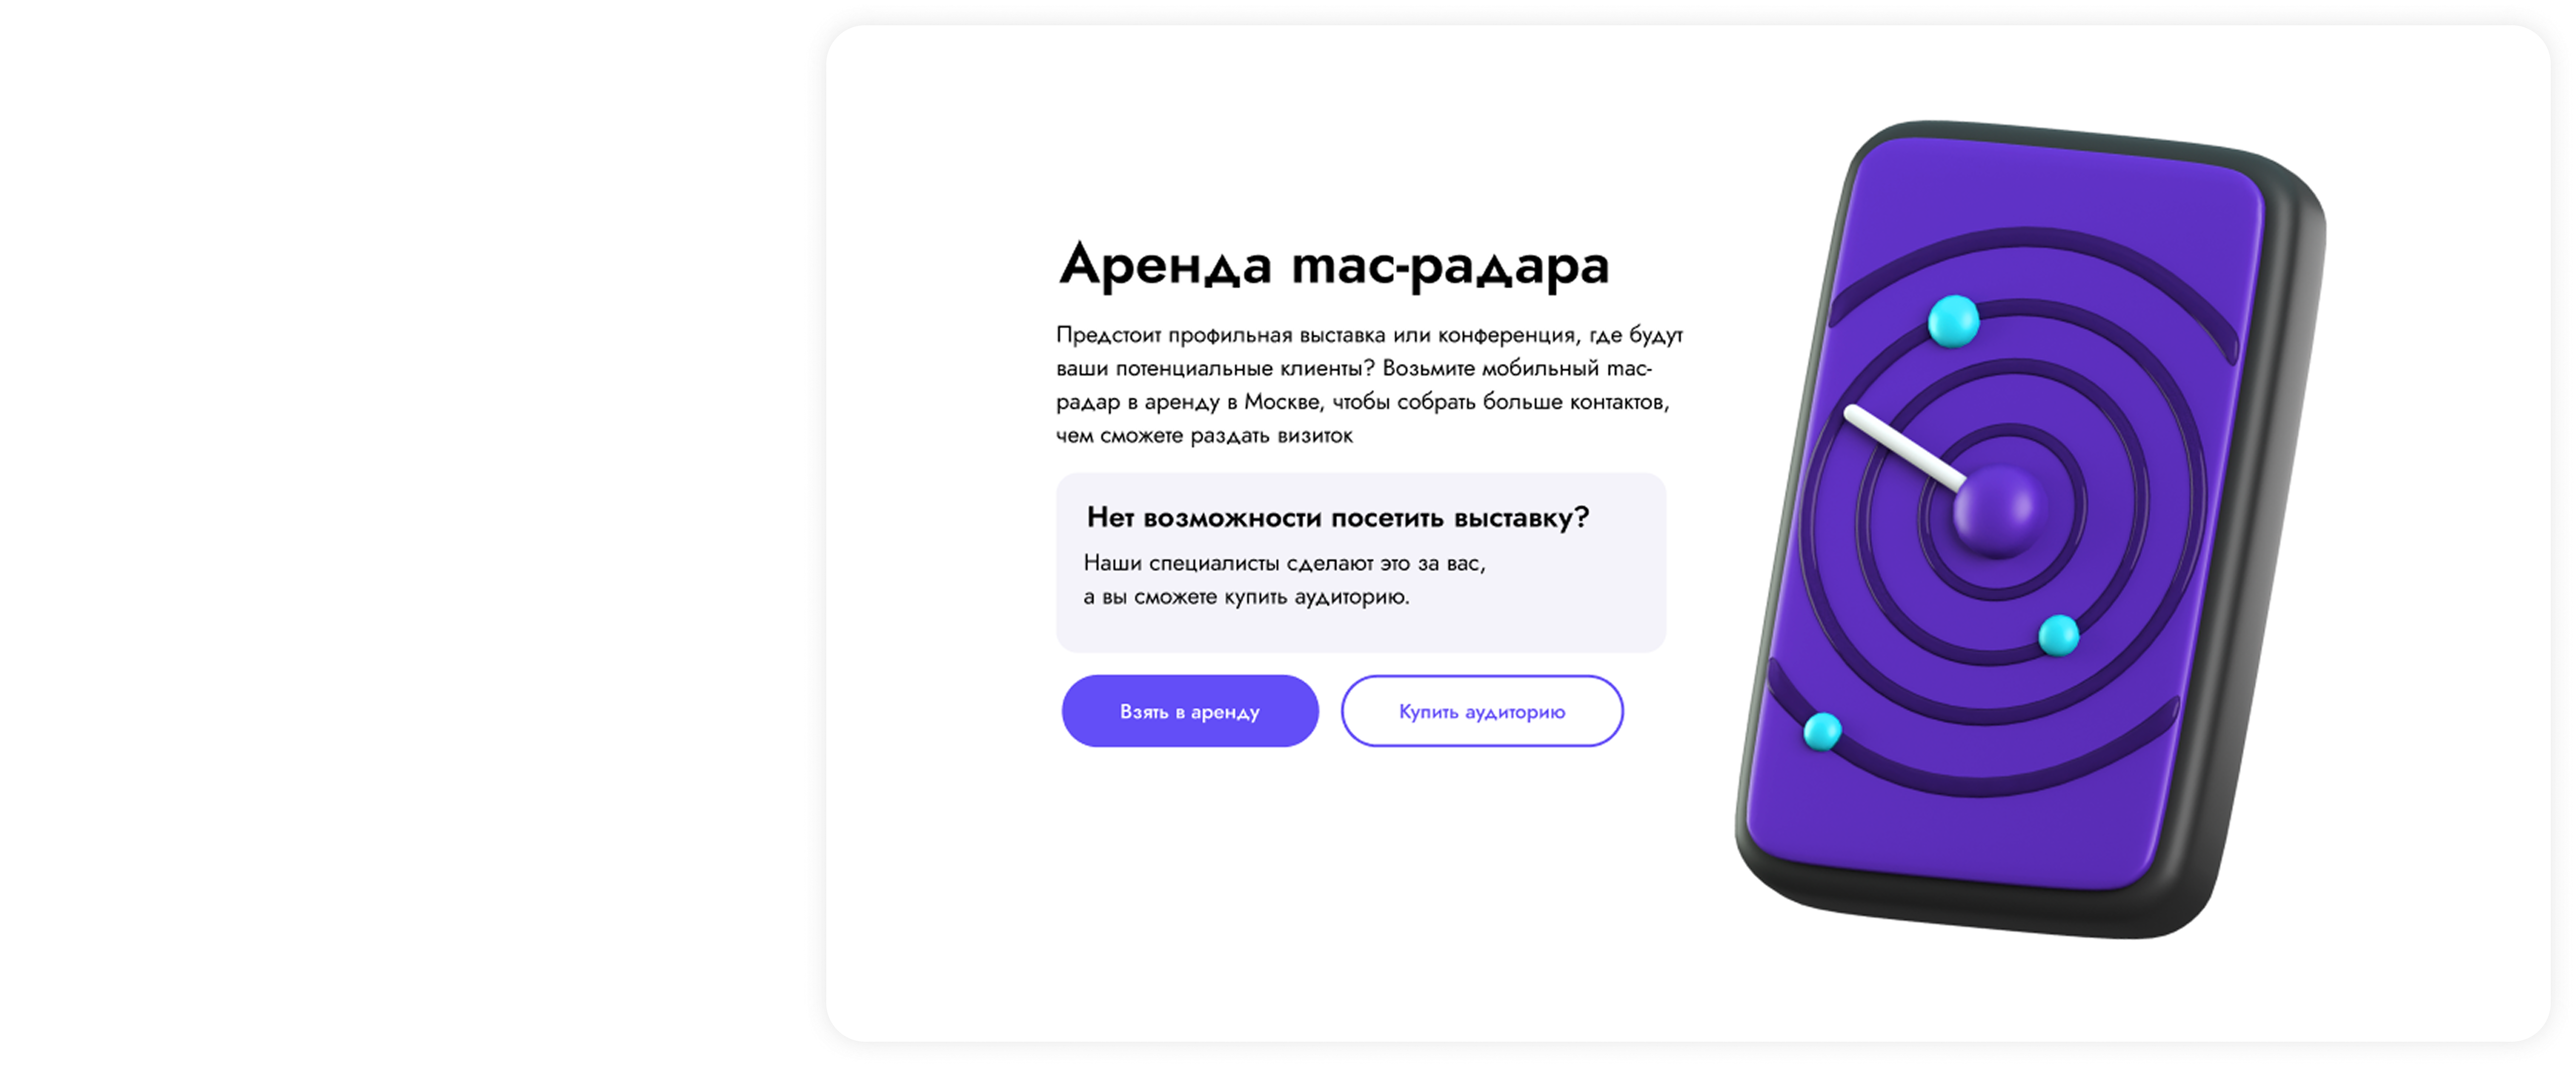 Аренда mac-радара
Предстоит профильная выставка или конференция, где будут
ваши потенциальные клиенты? Возьмите мобильный mac-
радар в аренду в Москве, чтобы собрать больше контактов,
чем сможете раздать визиток
Нет возможности посетить выставку?
Наши специалисты сделают это за вас,
а вы сможете купить аудиторию.
Взять в аренду
Купить аудиторию